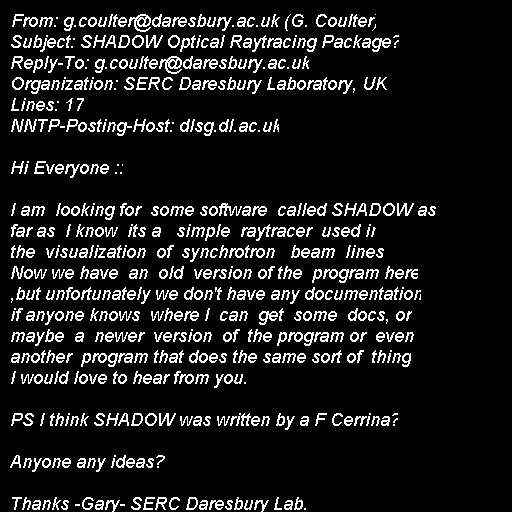 From: g.coulter@daresbury.ac.uk (G. Coulter)
Subject: SHADOW Optical Raytracing Package?
Reply-To: g.coulter@daresbury.ac.uk
Organization: SERC Daresbury Laboratory, UK
Lines: 17
NNTP-Posting-Host: dlsg.dl.ac.uk

Hi Everyone ::

I am  looking for  some software  called SHADOW as
far as  I know  its a   simple  raytracer  used in
the  visualization  of  synchrotron   beam  lines
Now we have  an  old  version of the  program here
,but unfortunately we don't have any documentation
if anyone knows  where I  can  get  some  docs, or
maybe  a  newer  version  of  the program or  even
another  program that does the same sort of  thing
I would love to hear from you.

PS I think SHADOW was written by a F Cerrina?

Anyone any ideas?

Thanks -Gary- SERC Daresbury Lab.